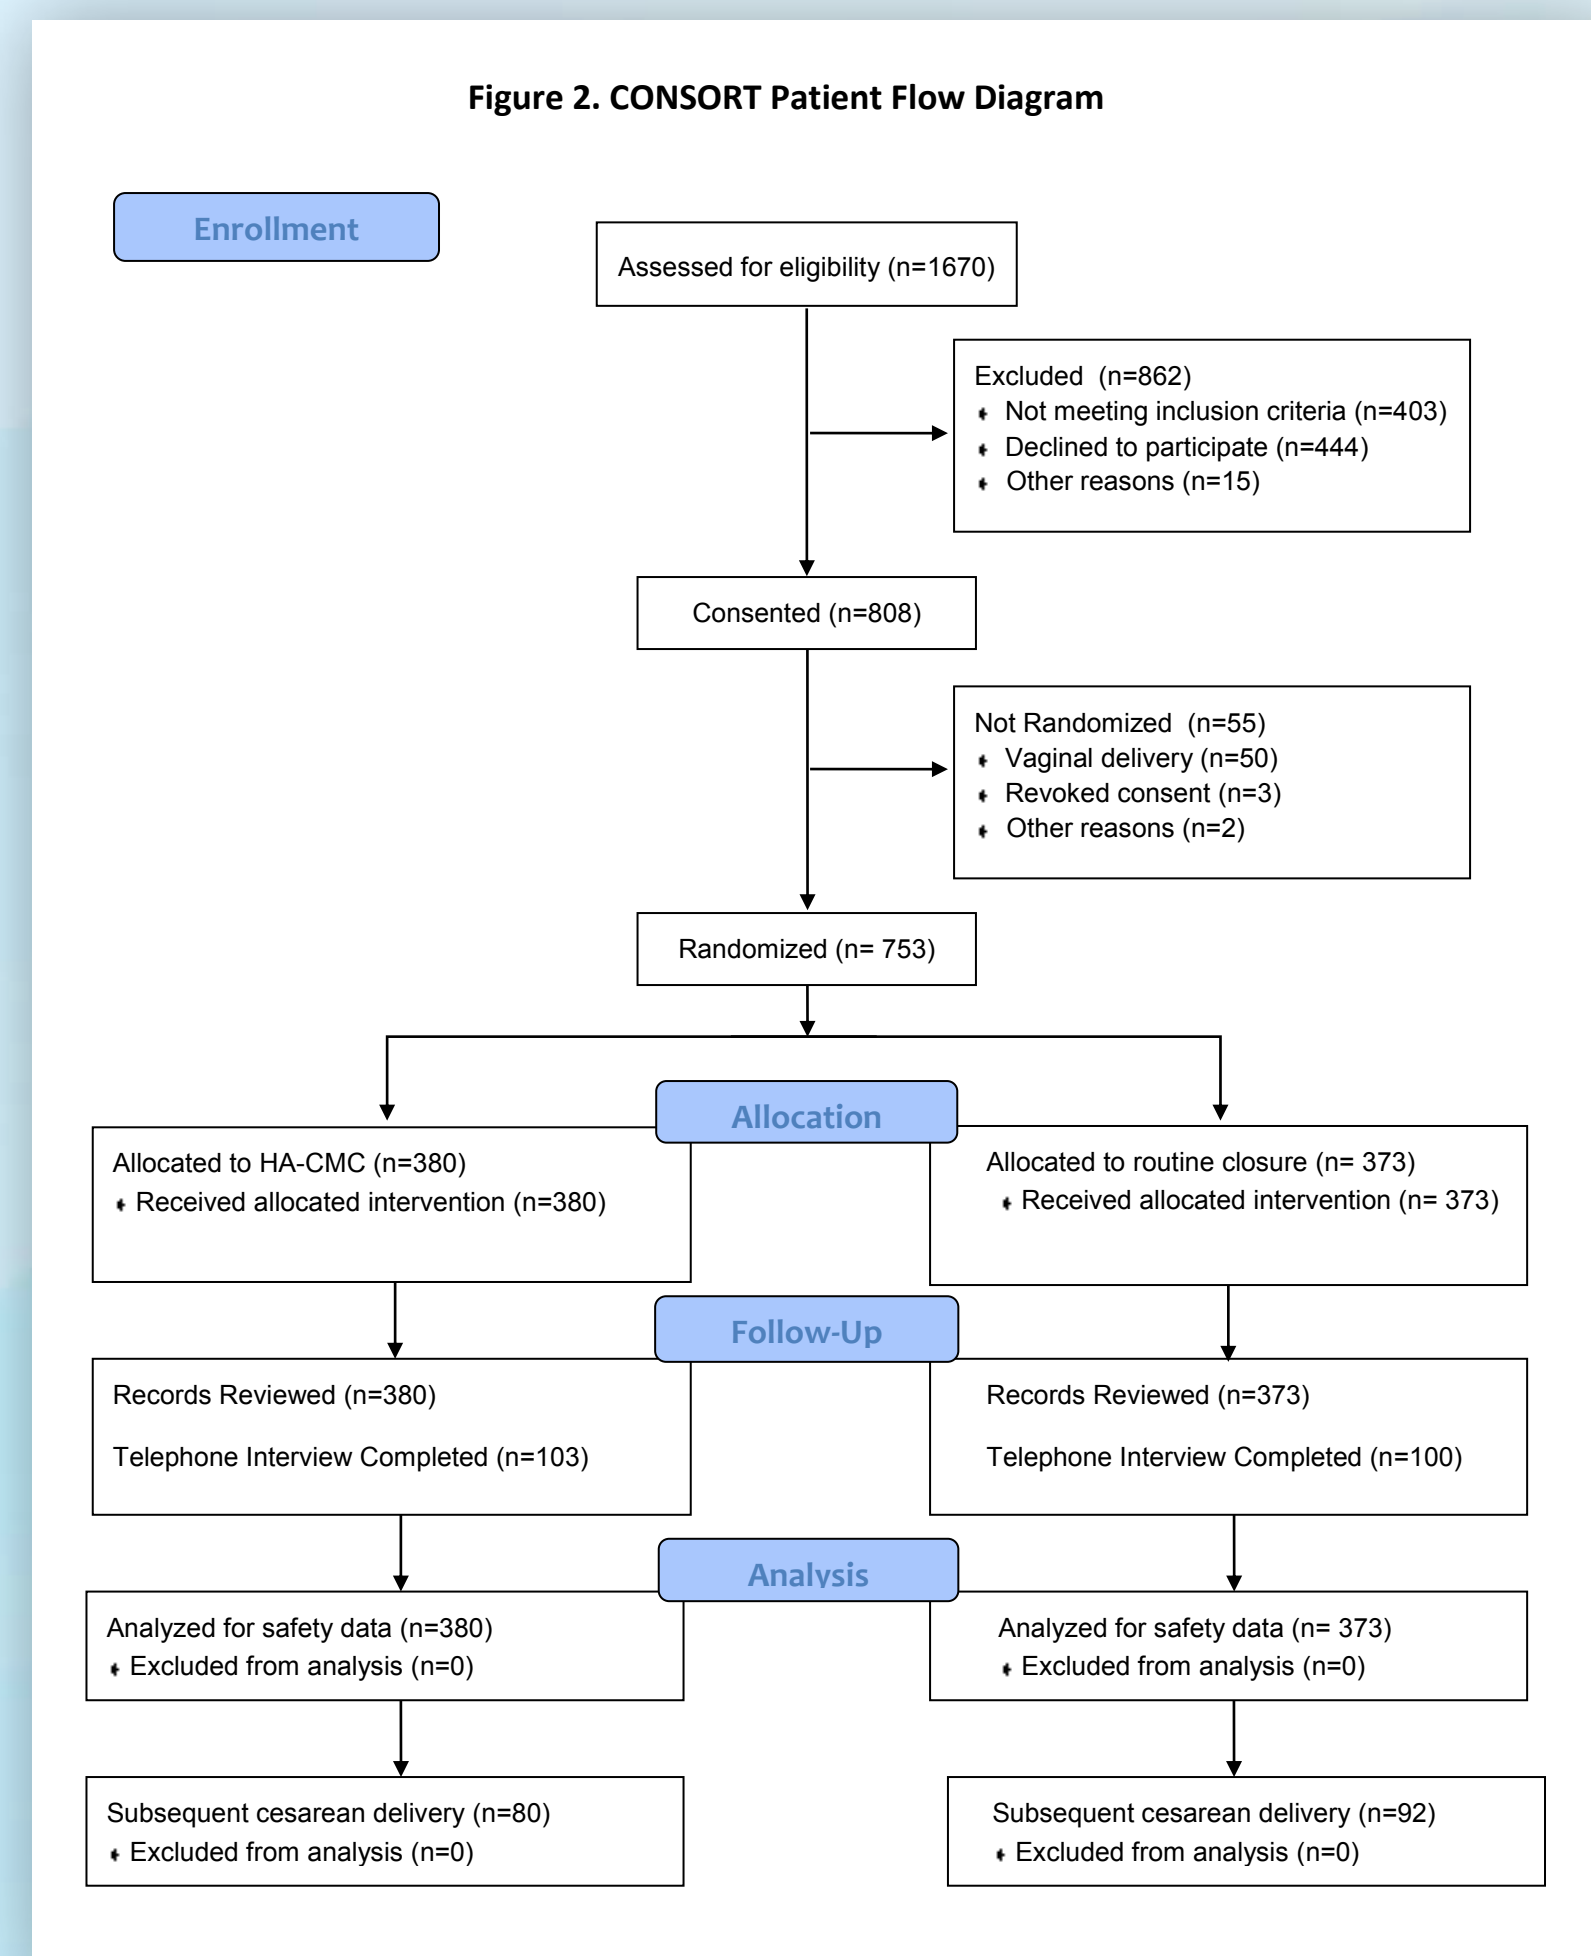 Figure 2. CONSORT Patient Flow Diagram
Enrollment
Assessed for eligibility (n=1670)
Excluded (n=862)
Not meeting inclusion criteria (n=403)
Declined to participate (n=444)
Other reasons (n=15)
Consented (n=808)
Not Randomized (n=55)
Vaginal delivery (n=50)
Revoked consent (n=3)
Other reasons (n=2)
Randomized (n= 753)
Allocation
Allocated to HA-CMC (n=380)
Received allocated intervention (n=380)
Allocated to routine closure (n= 373)
Received allocated intervention (n= 373)
Follow-Up
Records Reviewed (n=380)
Telephone Interview Completed (n=103)
Records Reviewed (n=373)
Telephone Interview Completed (n=100)
Analysis
Analyzed for safety data (n=380)
Excluded from analysis (n=0)
Analyzed for safety data (n= 373)
Excluded from analysis (n=0)
Subsequent cesarean delivery (n=80)
Excluded from analysis (n=0)
Subsequent cesarean delivery (n=92)
Excluded from analysis (n=0)